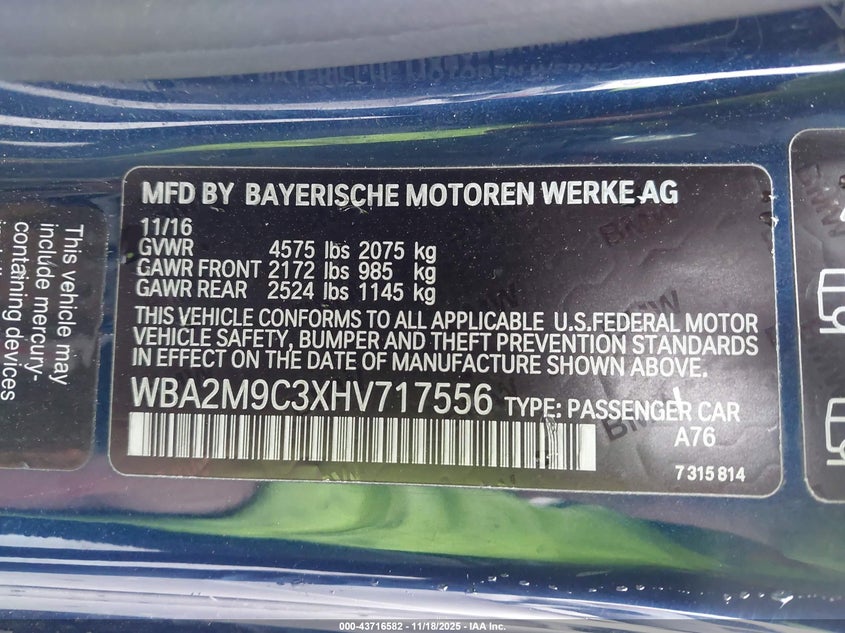 MFD BY BAYERISCHE MOTOREN WERKE AG
11/16
GVWR 4575 lbs 2075 kg
GAWR FRONT 2172 lbs 985 kg
GAWR REAR 2524 lbs 1145 kg
THIS VEHICLE CONFORMS TO ALL APPLICABLE U.S.FEDERAL MOTOR
VEHICLE SAFETY, BUMPER AND THEFT PREVENTION STANDARDS
IN EFFECT ON THE DATE OF MANUFACTURE SHOWN ABOVE.
WBA2M9C3XHV717556 TYPE: PASSENGER CAR
A76
7315814
This vehicle may
include mercury-
containing devices
000-43716582 - 11/18/2025 - IAA Inc.